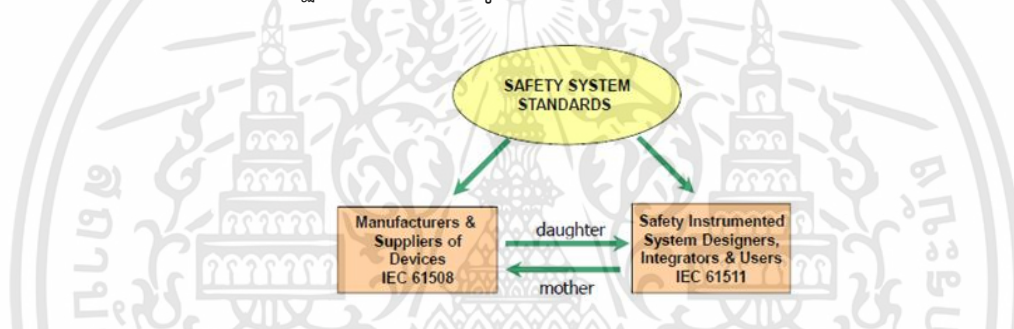 SAFETY SYSTEM
STANDARDS
Manufacturers &
Suppliers of
Devices
IEC 61508
daughter
mother
Safety Instrumented
System Designers,
Integrators & Users
IEC 61511